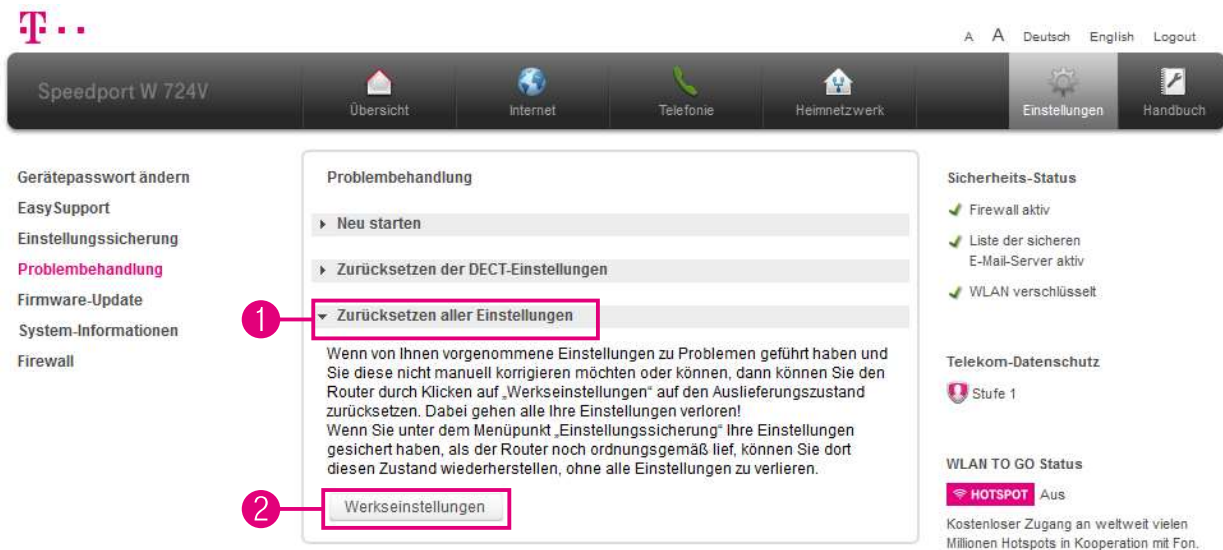 T
A A Deutsch English Logout
Speedport W 724V
Übersicht
Internet
Telefonie
Heimnetzwerk
Einstellungen
Handbuch
Gerätepasswort ändern
EasySupport
Einstellungssicherung
Problembehandlung
Firmware-Update
System-Informationen
Firewall
Problembehandlung
Neu starten
Zurücksetzen der DECT-Einstellungen
1
Zurücksetzen aller Einstellungen
Wenn von Ihnen vorgenommene Einstellungen zu Problemen geführt haben und
Sie diese nicht manuell korrigieren möchten oder können, dann können Sie den
Router durch Klicken auf „Werkseinstellungen“ auf den Auslieferungszustand
zurücksetzen. Dabei gehen alle Ihre Einstellungen verloren!
Wenn Sie unter dem Menüpunkt „Einstellungssicherung“ Ihre Einstellungen
gesichert haben, als der Router noch ordnungsgemäß lief, können Sie dort
diesen Zustand wiederherstellen, ohne alle Einstellungen zu verlieren.
2
Werkseinstellungen
Sicherheits-Status
Firewall aktiv
Liste der sicheren
E-Mail-Server aktiv
WLAN verschlüsselt
Telekom-Datenschutz
Stufe 1
WLAN TO GO Status
HOTSPOT Aus
Kostenloser Zugang an weltweit vielen
Millionen Hotspots in Kooperation mit Fon.